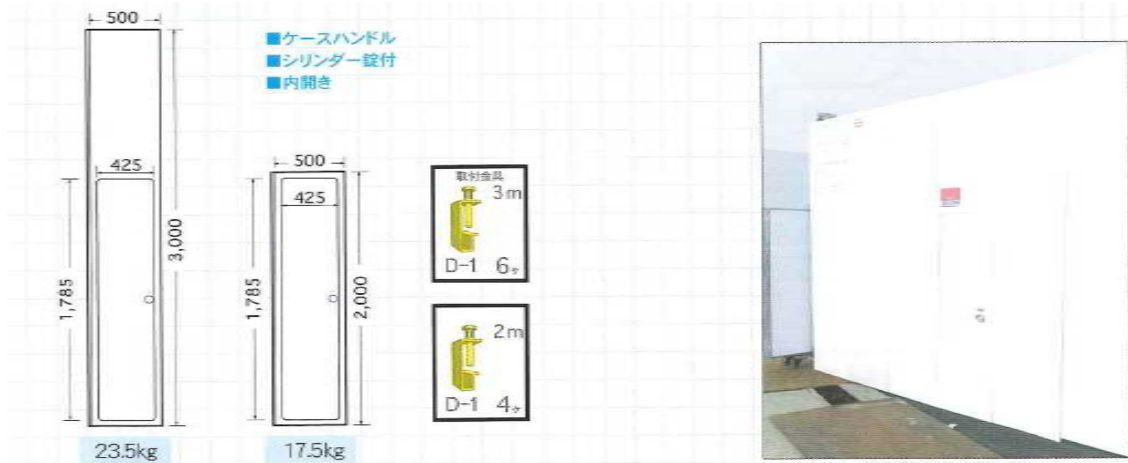 500
■ケースハンドル
■シリンダー錠付
■内開き
425
1,785
3,000
23.5kg
500
425
1,785
2,000
17.5kg
取付金具
3m
D-1 6ヶ
2m
D-1 4ヶ